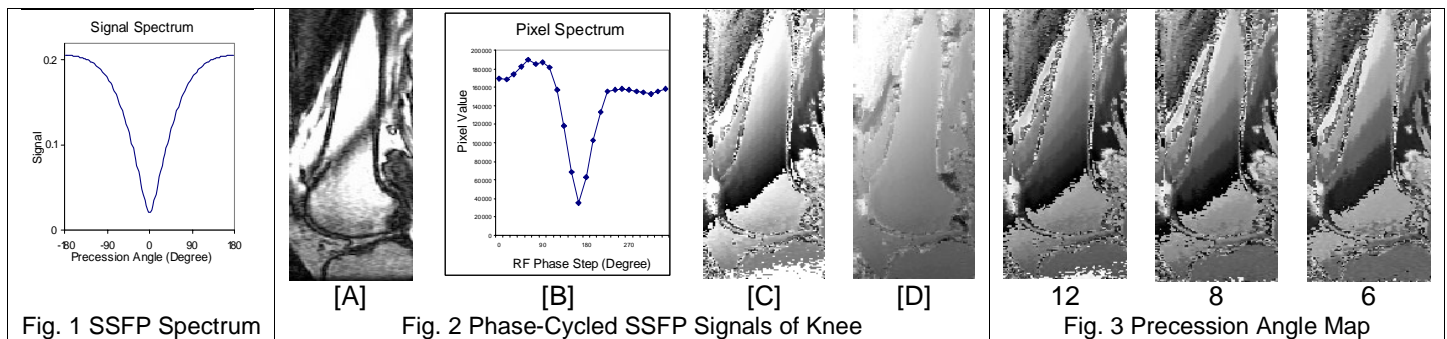 Signal Spectrum
0.2
0.1
0
Signal
-180 -90 0 90 180
Precession Angle (Degree)
Fig. 1 SSFP Spectrum
[A]
Pixel Spectrum
200000
180000
160000
140000
120000
100000
80000
60000
40000
20000
0
Pixel Value
0 90 180 270
RF Phase Step (Degree)
[B]
[C]
[D]
Fig. 2 Phase-Cycled SSFP Signals of Knee
12 8 6
Fig. 3 Precession Angle Map